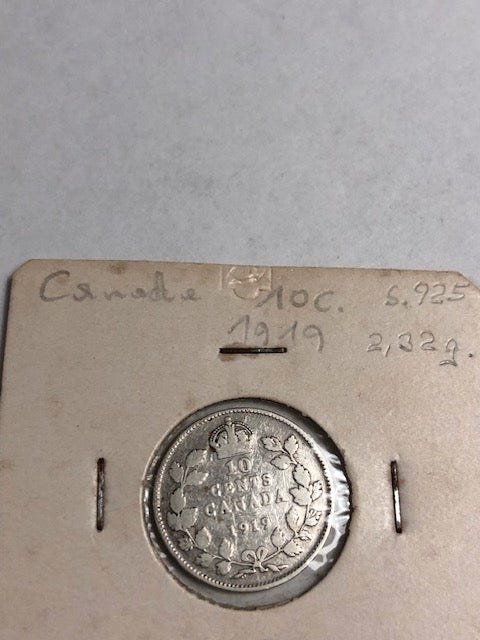 Canada 10c. S.925
1919 2,32g.
10
CENTS
CANADA
1919